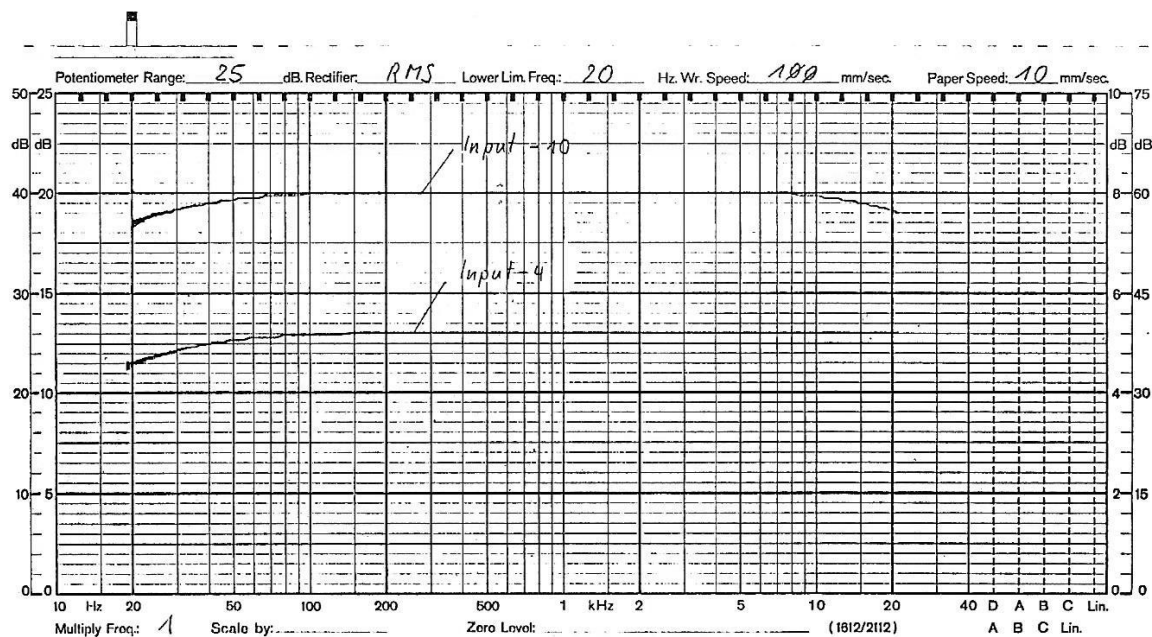 Potentiometer Range: 25 dB. Rectifier: RMS Lower Lim. Freq.: 20 Hz. Wr. Speed: 100 mm/sec. Paper Speed: 10 mm/sec.
50 25 10 75
dB dB dB dB
Input - 10
40 20 8 60
Input - 4
30 15 6 45
20 10 4 30
10 5 2 15
0 0 0 0
10 Hz 20 50 100 200 500 1 kHz 2 5 10 20 40 D A B C Lin.
Multiply Freq.: 1 Scale by: Zero Level: (1612/2112) A B C Lin.